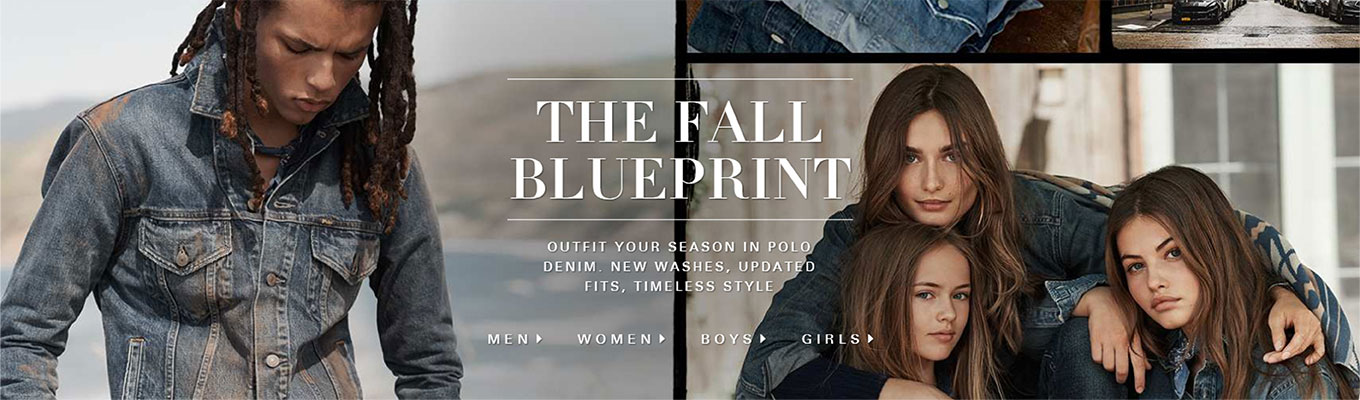 THE FALL
BLUEPRINT
OUTFIT YOUR SEASON IN POLO
DENIM. NEW WASHES, UPDATED
FITS, TIMELESS STYLE
MEN WOMEN BOYS GIRLS